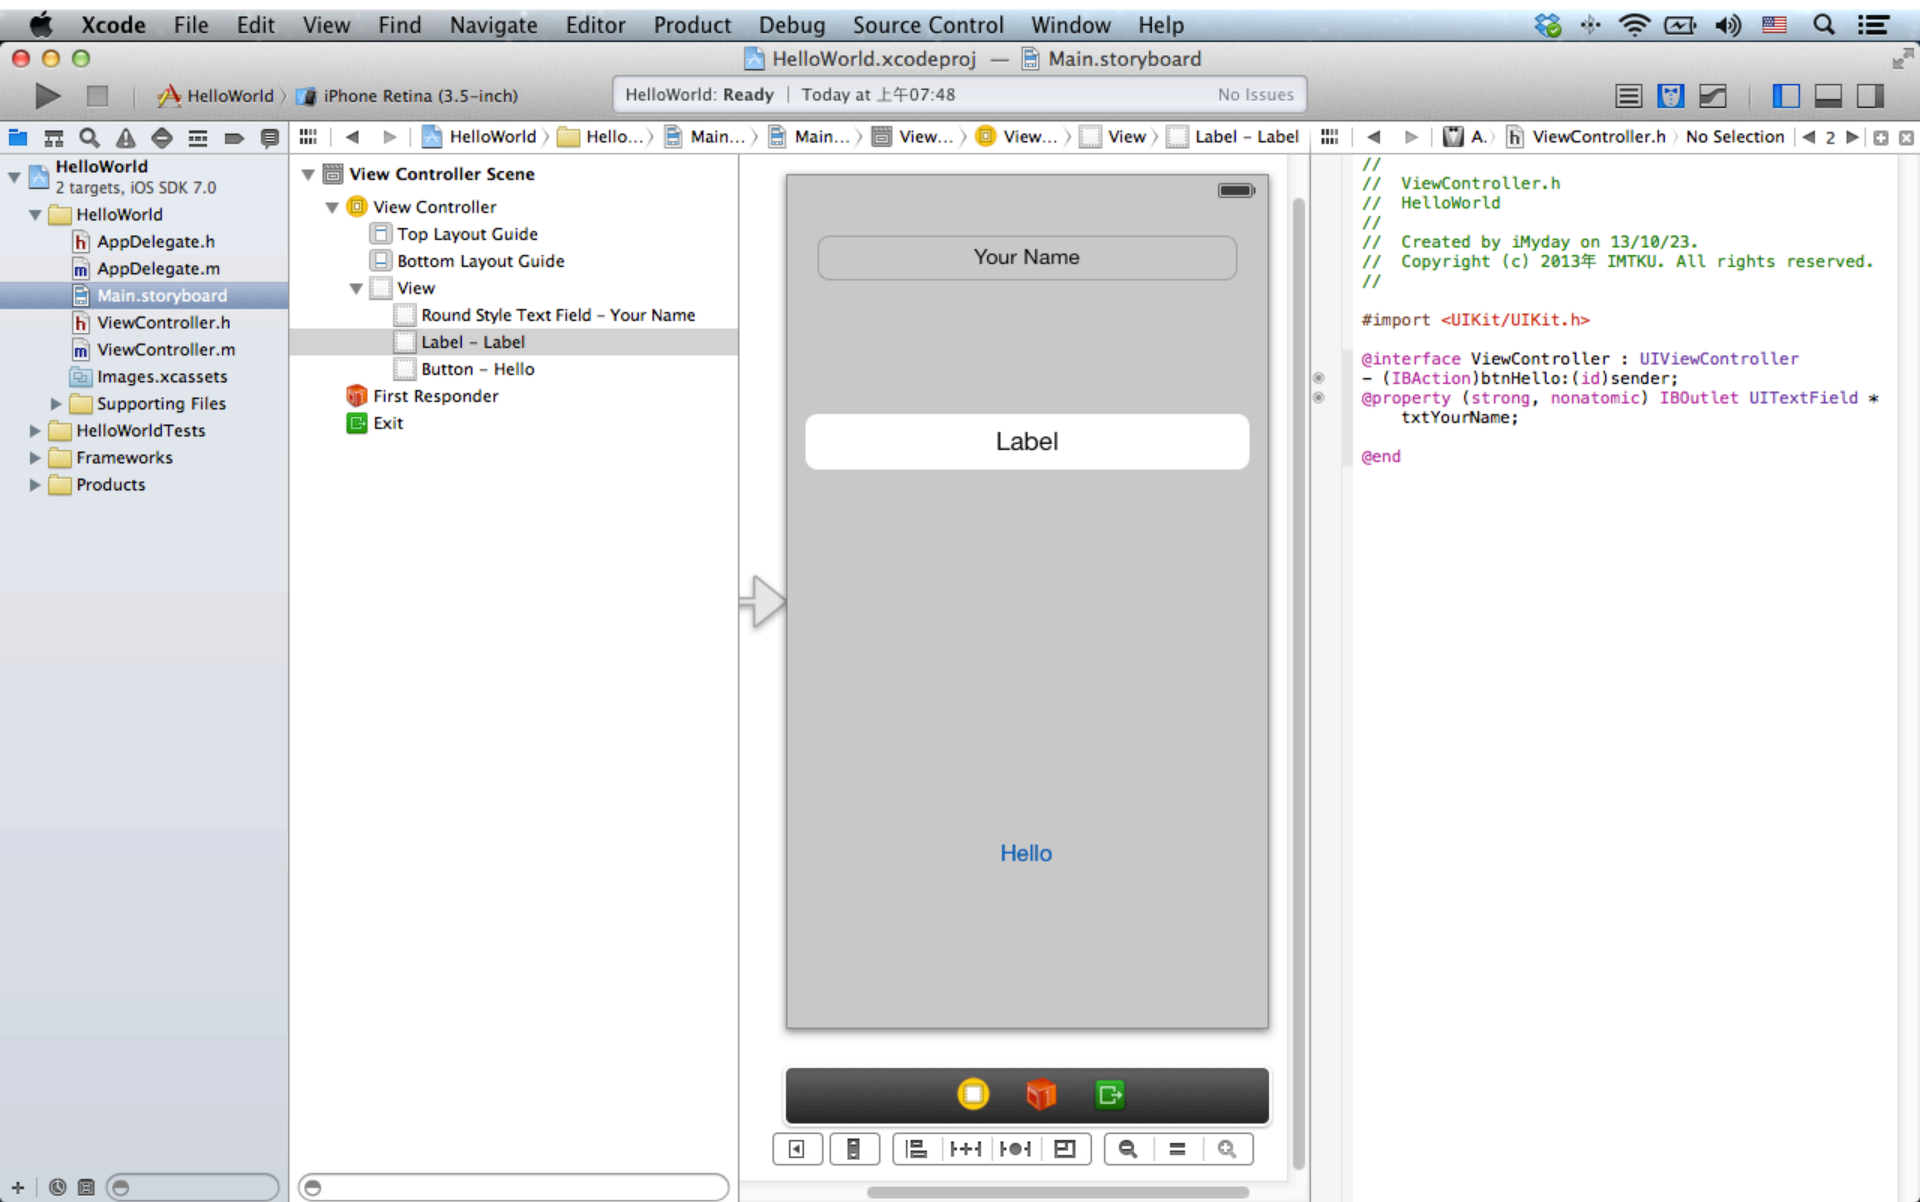 Xcode File Edit View Find Navigate Editor Product Debug Source Control Window Help
HelloWorld.xcodeproj — Main.storyboard
HelloWorld iPhone Retina (3.5-inch)
HelloWorld: Ready | Today at 上午07:48 No Issues
HelloWorld Hello... Main... Main... View... View... View Label – Label
A. ViewController.h No Selection 2
HelloWorld
2 targets, iOS SDK 7.0
HelloWorld
AppDelegate.h
AppDelegate.m
Main.storyboard
ViewController.h
ViewController.m
Images.xcassets
Supporting Files
HelloWorldTests
Frameworks
Products
View Controller Scene
View Controller
Top Layout Guide
Bottom Layout Guide
View
Round Style Text Field – Your Name
Label – Label
Button – Hello
First Responder
Exit
Your Name
Label
Hello
//
// ViewController.h
// HelloWorld
//
// Created by iMyday on 13/10/23.
// Copyright (c) 2013年 IMTKU. All rights reserved.
//
#import <UIKit/UIKit.h>
@interface ViewController : UIViewController
- (IBAction)btnHello:(id)sender;
@property (strong, nonatomic) IBOutlet UITextField *
txtYourName;
@end